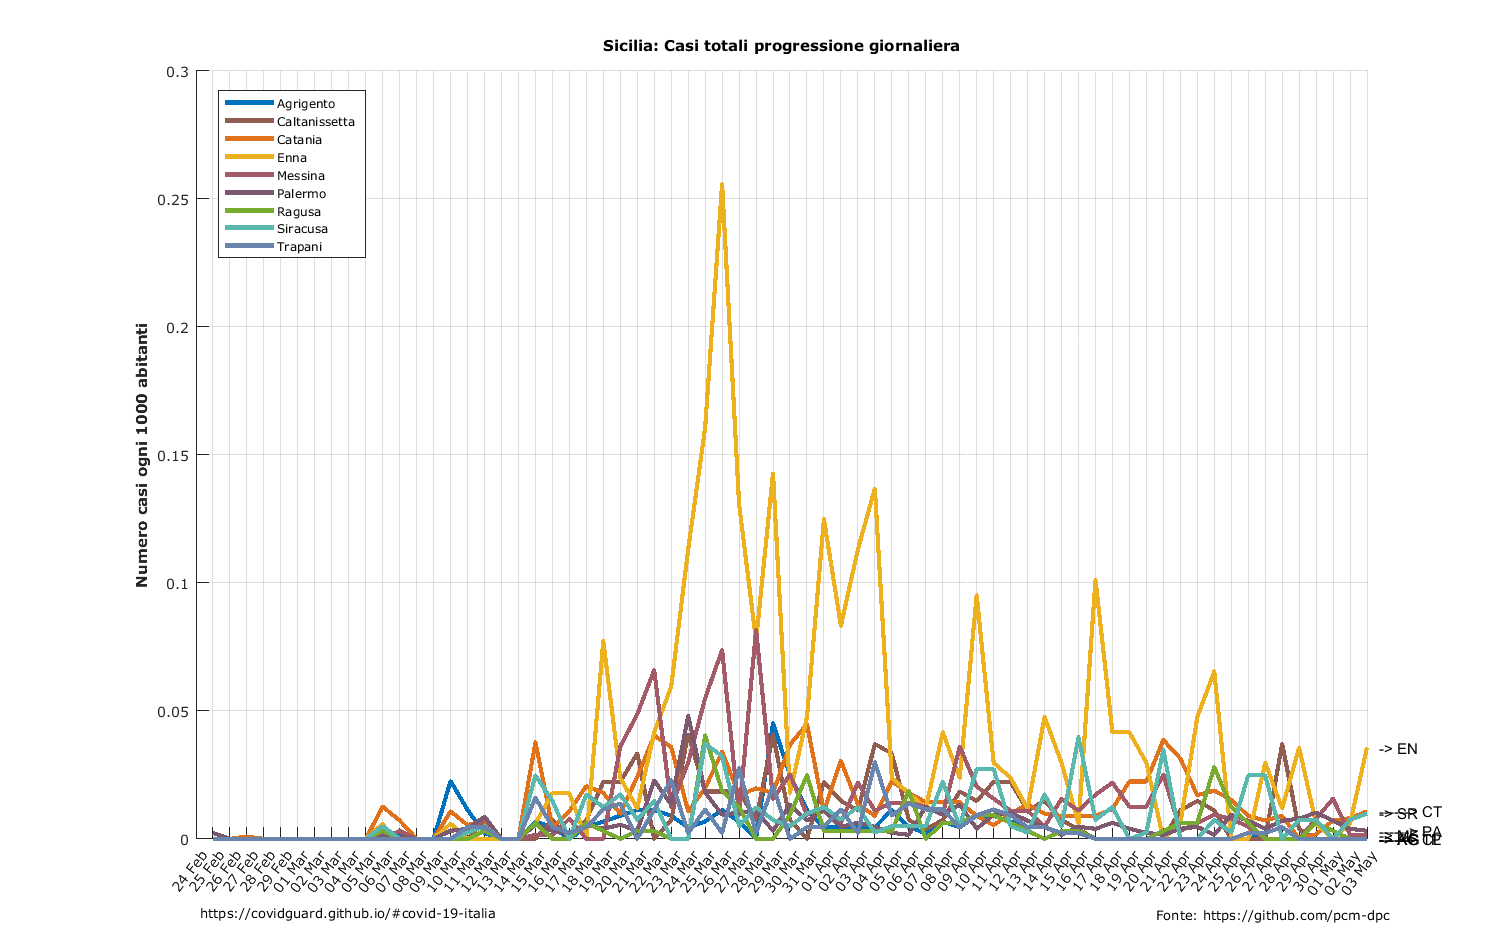 Sicilia: Casi totali progressione giornaliera
Numero casi ogni 1000 abitanti
0.3
0.25
0.2
0.15
0.1
0.05
0
Agrigento
Caltanissetta
Catania
Enna
Messina
Palermo
Ragusa
Siracusa
Trapani
-> EN
-> CT
-> SR
-> PA
24 Feb
25 Feb
26 Feb
27 Feb
28 Feb
29 Feb
01 Mar
02 Mar
03 Mar
04 Mar
05 Mar
06 Mar
07 Mar
08 Mar
09 Mar
10 Mar
11 Mar
12 Mar
13 Mar
14 Mar
15 Mar
16 Mar
17 Mar
18 Mar
19 Mar
20 Mar
21 Mar
22 Mar
23 Mar
24 Mar
25 Mar
26 Mar
27 Mar
28 Mar
29 Mar
30 Mar
31 Mar
01 Apr
02 Apr
03 Apr
04 Apr
05 Apr
06 Apr
07 Apr
08 Apr
09 Apr
10 Apr
11 Apr
12 Apr
13 Apr
14 Apr
15 Apr
16 Apr
17 Apr
18 Apr
19 Apr
20 Apr
21 Apr
22 Apr
23 Apr
24 Apr
25 Apr
26 Apr
27 Apr
28 Apr
29 Apr
30 Apr
01 May
02 May
03 May
https://covidguard.github.io/#covid-19-italia
Fonte: https://github.com/pcm-dpc